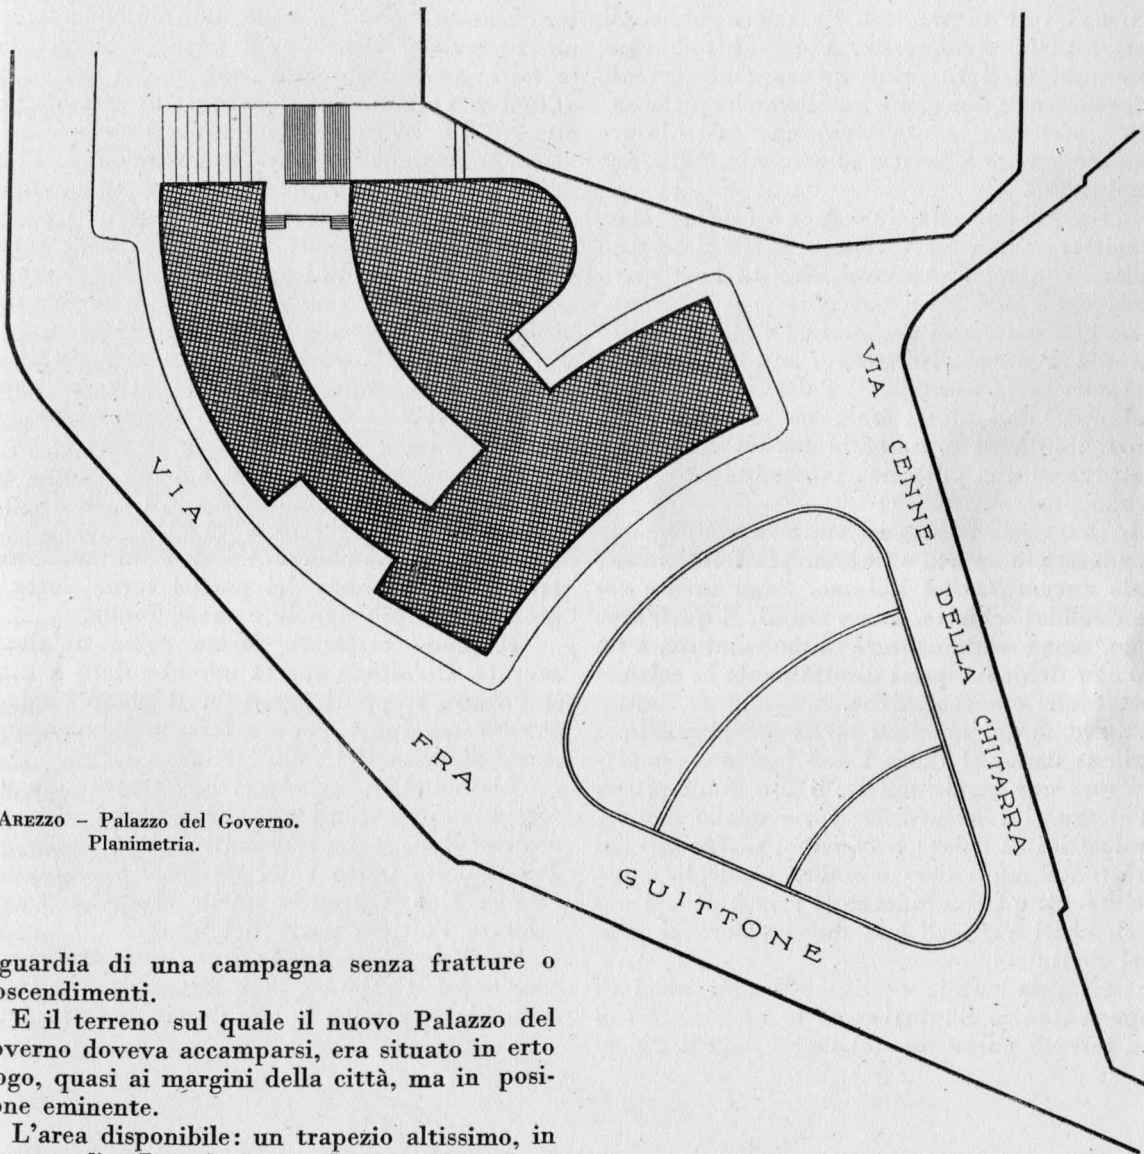 VIA
FRA
GUITTONE
VIA
CENNE
DELLA
CHITARRA
AREZZO – Palazzo del Governo.
Planimetria.
guardia di una campagna senza fratture o
oscendimenti.
E il terreno sul quale il nuovo Palazzo del
overno doveva accamparsi, era situato in erto
ogo, quasi ai margini della città, ma in posi-
one eminente.
L'area disponibile: un trapezio altissimo, in